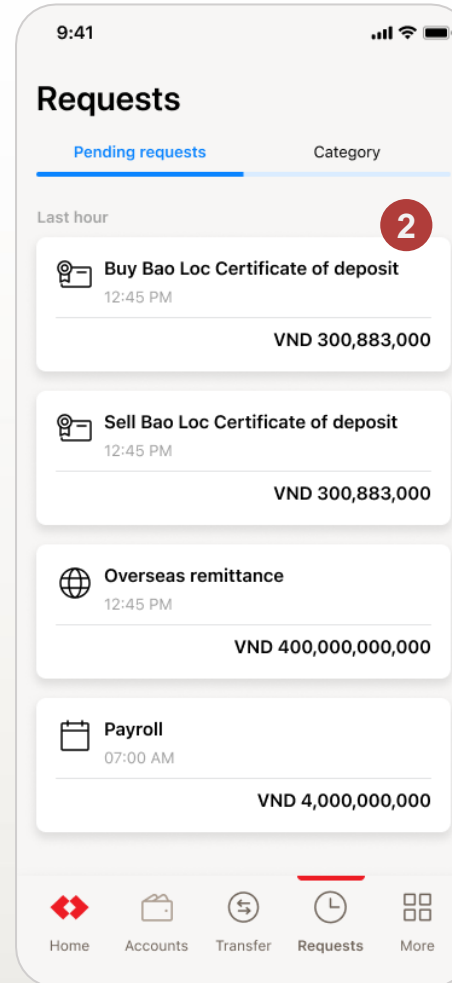 9:41
Requests
Pending requests Category
Last hour
2
Buy Bao Loc Certificate of deposit
12:45 PM
VND 300,883,000
Sell Bao Loc Certificate of deposit
12:45 PM
VND 300,883,000
Overseas remittance
12:45 PM
VND 400,000,000,000
Payroll
07:00 AM
VND 4,000,000,000
Home Accounts Transfer Requests More